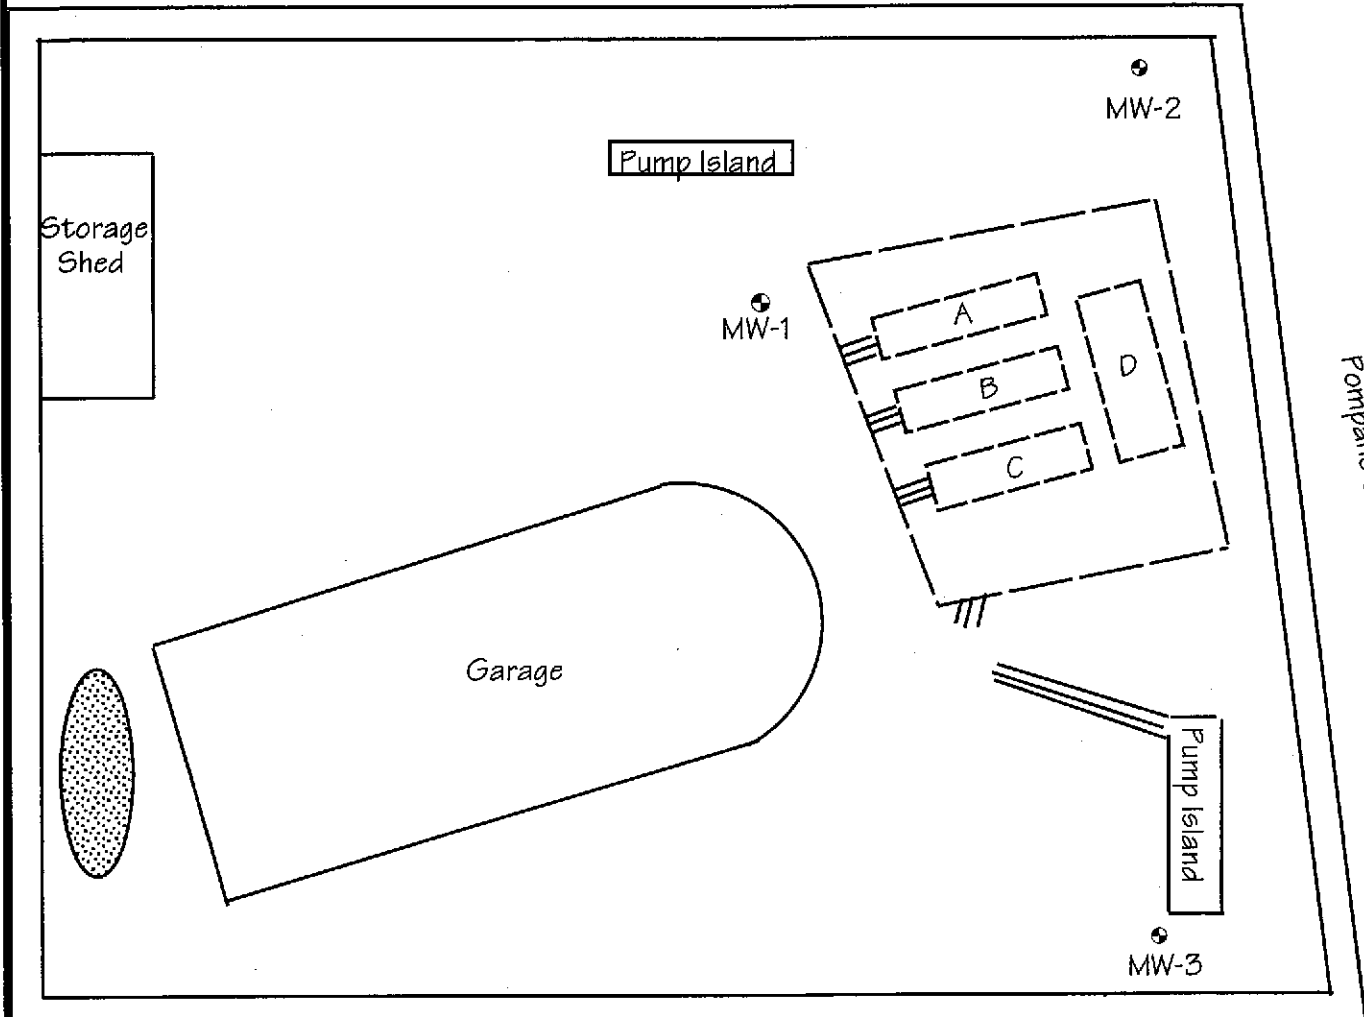 MW-2
Pump Island
Storage
Shed
MW-1
A
B
C
D
Garage
Pump Island
MW-3